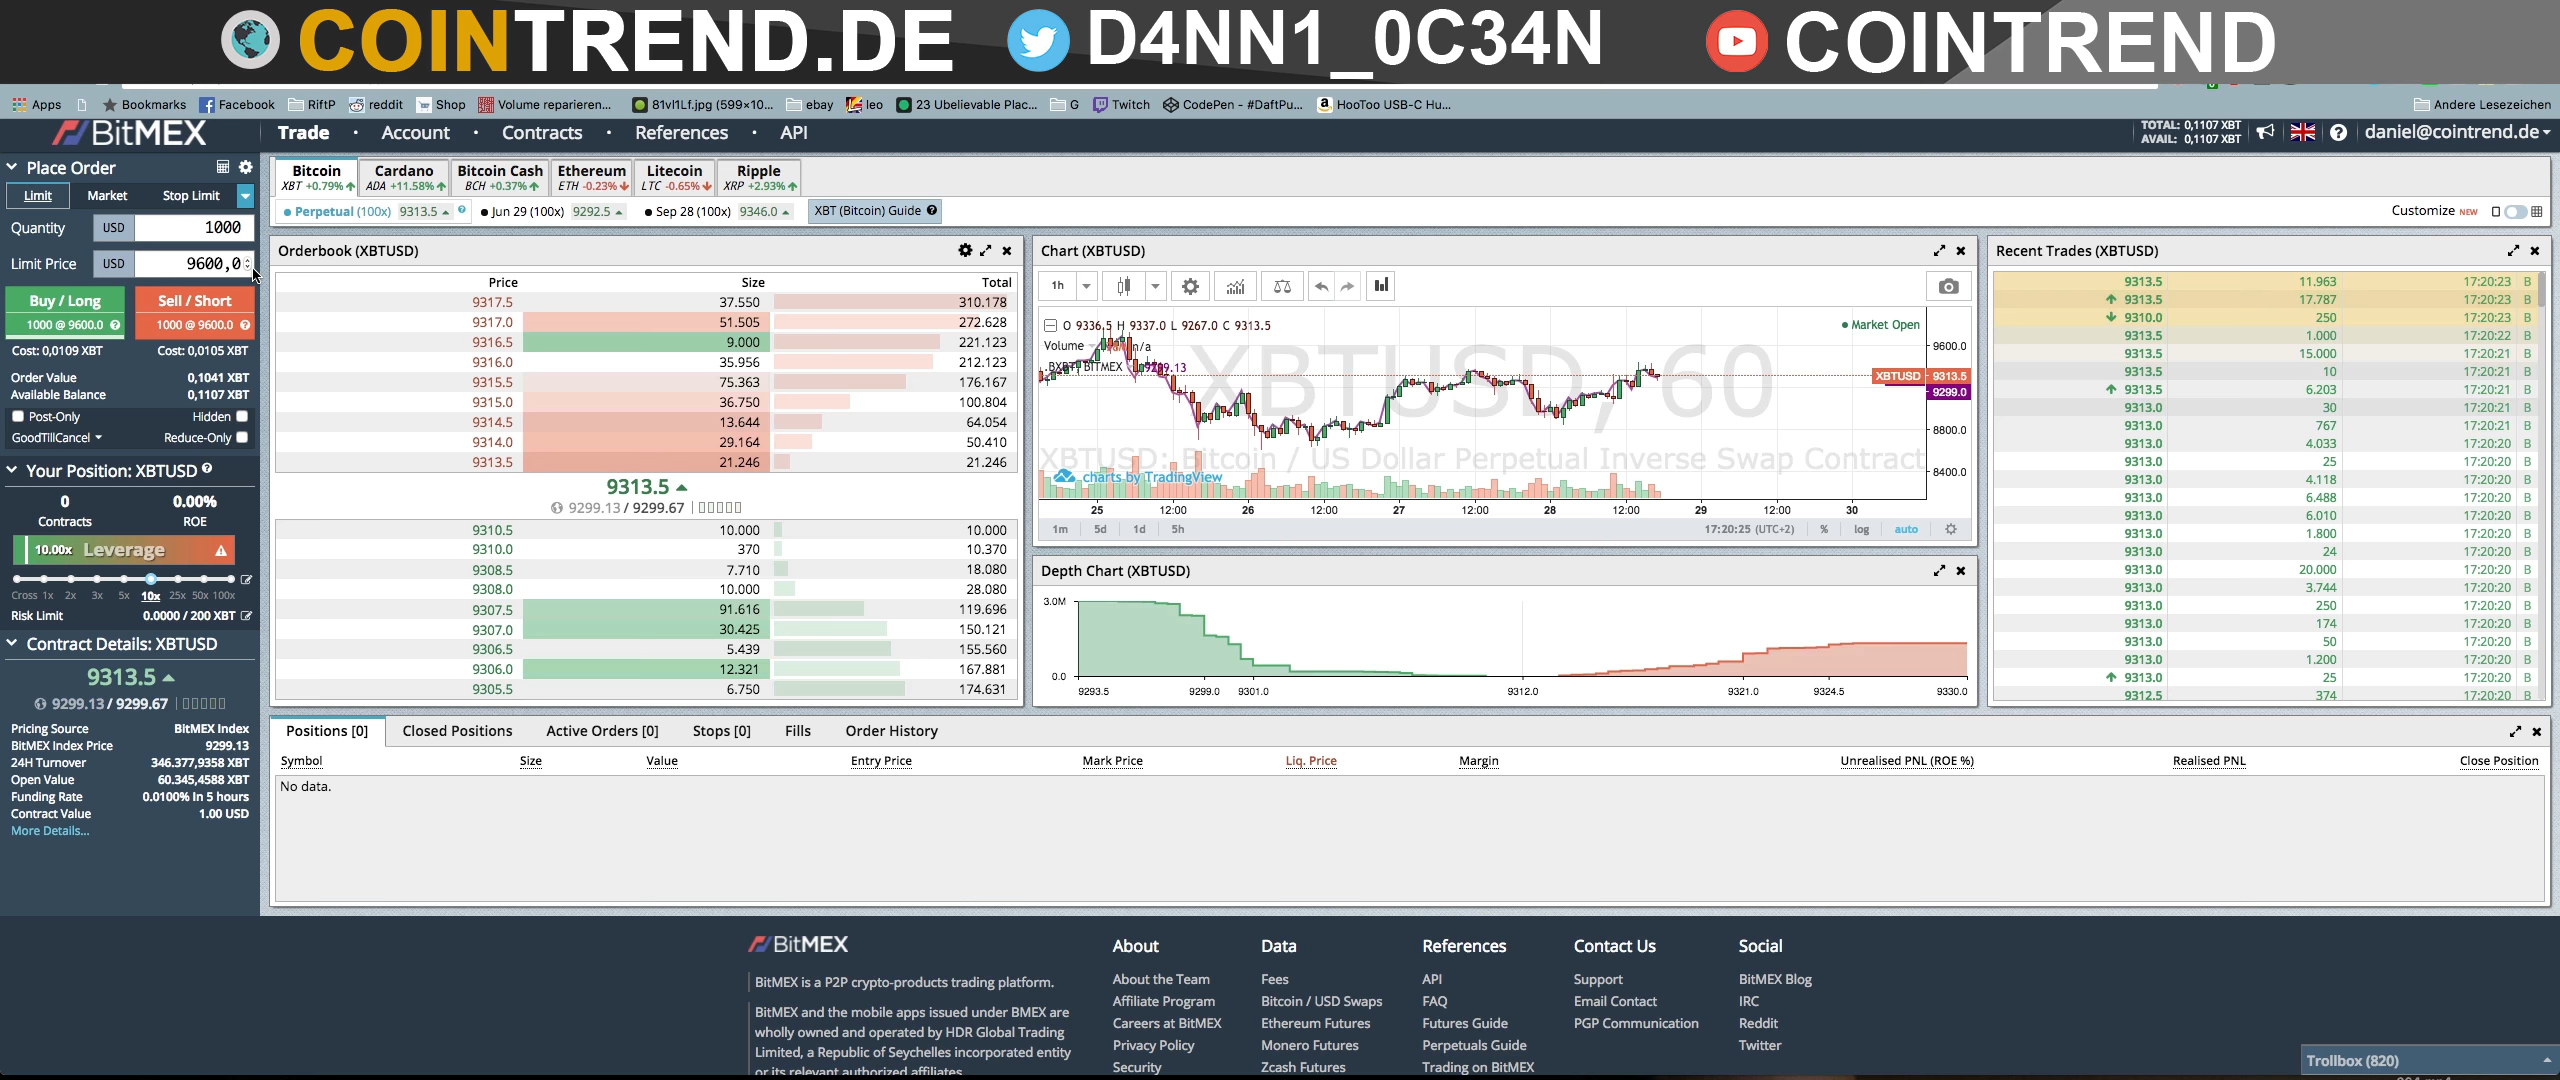 COINTREND.DE D4NN1_0C34N COINTREND
Apps Bookmarks Facebook RiftP reddit Shop Volume reparieren... 81vl1Lf.jpg (599×10... ebay leo 23 Ubelievable Plac... G Twitch CodePen - #DaftPu... HooToo USB-C Hu... Andere Lesezeichen
BitMEX Trade • Account • Contracts • References • API TOTAL: 0,1107 XBT AVAIL: 0,1107 XBT daniel@cointrend.de
Place Order
Limit Market Stop Limit
Quantity USD 1000
Limit Price USD 9600,0
Buy / Long Sell / Short
1000 @ 9600.0 1000 @ 9600.0
Cost: 0,0109 XBT Cost: 0,0105 XBT
Order Value 0,1041 XBT
Available Balance 0,1107 XBT
Post-Only Hidden
GoodTillCancel Reduce-Only
Your Position: XBTUSD
0 0.00%
Contracts ROE
10.00x Leverage
Cross 1x 2x 3x 5x 10x 25x 50x 100x
Risk Limit 0.0000 / 200 XBT
Contract Details: XBTUSD
9313.5
9299.13 / 9299.67
Pricing Source BitMEX Index
BitMEX Index Price 9299.13
24H Turnover 346.377,9358 XBT
Open Value 60.345,4588 XBT
Funding Rate 0.0100% in 5 hours
Contract Value 1.00 USD
More Details...
Bitcoin Cardano Bitcoin Cash Ethereum Litecoin Ripple
XBT +0.79% ADA +11.58% BCH +0.37% ETH -0.23% LTC -0.65% XRP +2.93%
Perpetual (100x) 9313.5 Jun 29 (100x) 9292.5 Sep 28 (100x) 9346.0 XBT (Bitcoin) Guide Customize NEW
Orderbook (XBTUSD)
Price Size Total
9317.5 37.550 310.178
9317.0 51.505 272.628
9316.5 9.000 221.123
9316.0 35.956 212.123
9315.5 75.363 176.167
9315.0 36.750 100.804
9314.5 13.644 64.054
9314.0 29.164 50.410
9313.5 21.246 21.246
9313.5
9299.13 / 9299.67
9310.5 10.000 10.000
9310.0 370 10.370
9308.5 7.710 18.080
9308.0 10.000 28.080
9307.5 91.616 119.696
9307.0 30.425 150.121
9306.5 5.439 155.560
9306.0 12.321 167.881
9305.5 6.750 174.631
Chart (XBTUSD)
1h
O 9336.5 H 9337.0 L 9267.0 C 9313.5
Market Open
Volume n/a
.BXBT, BITMEX
XBTUSD, 60
XBTUSD: Bitcoin / US Dollar Perpetual Inverse Swap Contract
charts by TradingView
9600.0
XBTUSD 9313.5
9299.0
8800.0
8400.0
25 12:00 26 12:00 27 12:00 28 12:00 29 12:00 30
1m 5d 1d 5h 17:20:25 (UTC+2) % log auto
Depth Chart (XBTUSD)
3.0M
0.0
9293.5 9299.0 9301.0 9312.0 9321.0 9324.5 9330.0
Recent Trades (XBTUSD)
9313.5 11.963 17:20:23 B
9313.5 17.787 17:20:23 B
9310.0 250 17:20:23 B
9313.5 1.000 17:20:22 B
9313.5 15.000 17:20:21 B
9313.5 10 17:20:21 B
9313.5 6.203 17:20:21 B
9313.0 30 17:20:21 B
9313.0 767 17:20:21 B
9313.0 4.033 17:20:20 B
9313.0 25 17:20:20 B
9313.0 4.118 17:20:20 B
9313.0 6.488 17:20:20 B
9313.0 6.010 17:20:20 B
9313.0 1.800 17:20:20 B
9313.0 24 17:20:20 B
9313.0 20.000 17:20:20 B
9313.0 3.744 17:20:20 B
9313.0 250 17:20:20 B
9313.0 174 17:20:20 B
9313.0 50 17:20:20 B
9313.0 1.200 17:20:20 B
9313.0 25 17:20:20 B
9312.5 374 17:20:20 B
Positions [0] Closed Positions Active Orders [0] Stops [0] Fills Order History
Symbol Size Value Entry Price Mark Price Liq. Price Margin Unrealised PNL (ROE %) Realised PNL Close Position
No data.
BitMEX
BitMEX is a P2P crypto-products trading platform.
BitMEX and the mobile apps issued under BMEX are
wholly owned and operated by HDR Global Trading
Limited, a Republic of Seychelles incorporated entity
or its relevant authorized affiliates.
About
About the Team
Affiliate Program
Careers at BitMEX
Privacy Policy
Security
Data
Fees
Bitcoin / USD Swaps
Ethereum Futures
Monero Futures
Zcash Futures
References
API
FAQ
Futures Guide
Perpetuals Guide
Trading on BitMEX
Contact Us
Support
Email Contact
PGP Communication
Social
BitMEX Blog
IRC
Reddit
Twitter
Trollbox (820)